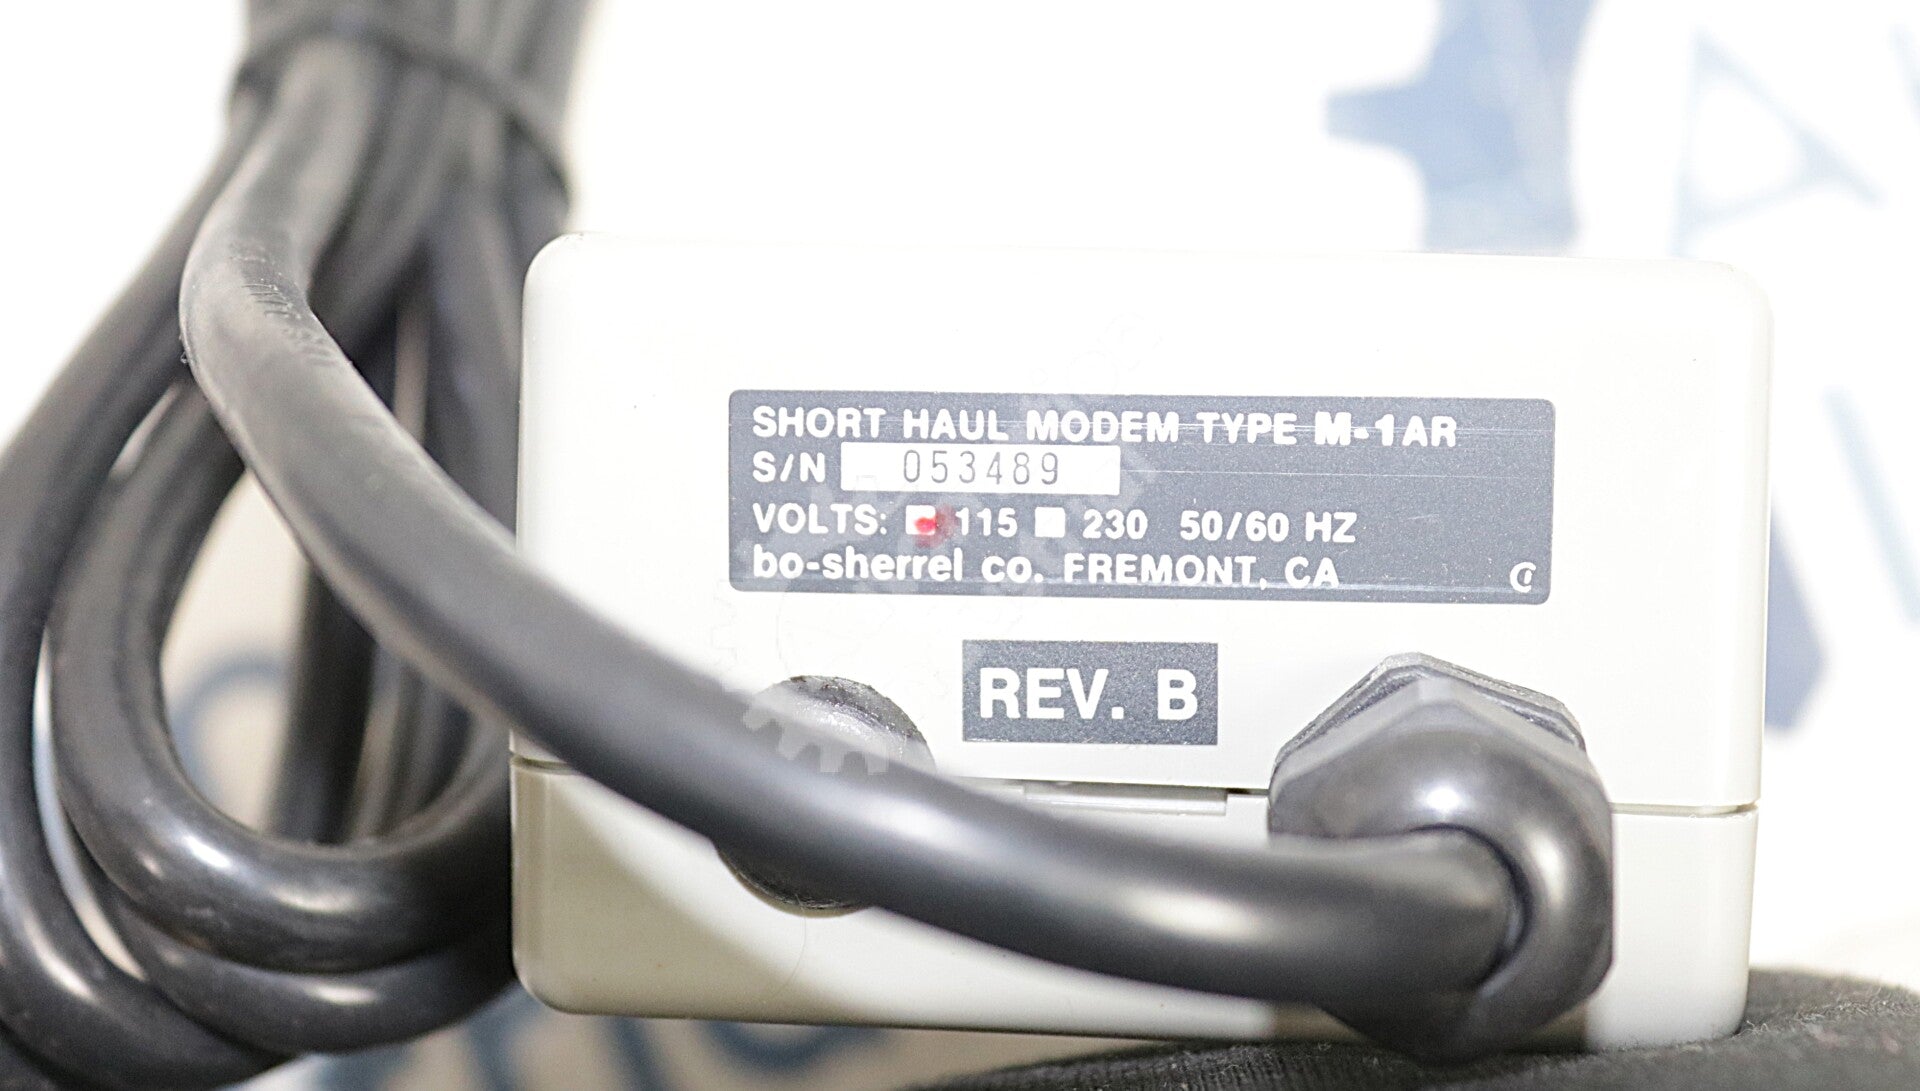 SHORT HAUL MODEM TYPE M-1AR
S/N 053489
VOLTS: 115 230 50/60 HZ
bo-sherrel co. FREMONT, CA
REV. B